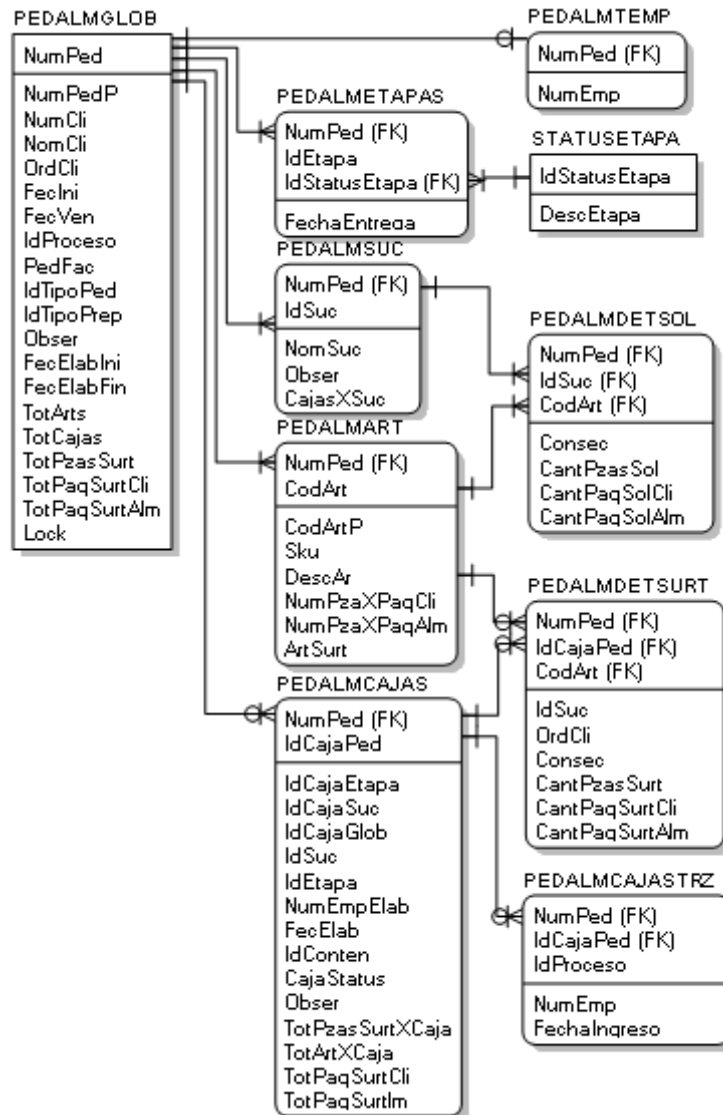 PEDALMGLOB
NumPed
NumPedP
NumCli
NomCli
OrdCli
FecIni
FecVen
IdProceso
PedFac
IdTipoPed
IdTipoPrep
Obser
FecElabIni
FecElabFin
TotArts
TotCajas
TotPzasSurt
TotPaqSurtCli
TotPaqSurtAlm
Lock
PEDALMTEMP
NumPed (FK)
NumEmp
PEDALMETAPAS
NumPed (FK)
IdEtapa
IdStatusEtapa (FK)
FechaEntrega
STATUSETAPA
IdStatusEtapa
DescEtapa
PEDALMSUC
NumPed (FK)
IdSuc
NomSuc
Obser
CajasXSuc
PEDALMDETSOL
NumPed (FK)
IdSuc (FK)
CodArt (FK)
Consec
CantPzasSol
CantPaqSolCli
CantPaqSolAlm
PEDALMART
NumPed (FK)
CodArt
CodArtP
Sku
DescAr
NumPzaXPaqCli
NumPzaXPaqAlm
ArtSurt
PEDALMDETSURT
NumPed (FK)
IdCajaPed (FK)
CodArt (FK)
IdSuc
OrdCli
Consec
CantPzasSurt
CantPaqSurtCli
CantPaqSurtAlm
PEDALMCAJAS
NumPed (FK)
IdCajaPed
IdCajaEtapa
IdCajaSuc
IdCajaGlob
IdSuc
IdEtapa
NumEmpElab
FecElab
IdConten
CajaStatus
Obser
TotPzasSurtXCaja
TotArtXCaja
TotPaqSurtCli
TotPaqSurtlm
PEDALMCAJASTRZ
NumPed (FK)
IdCajaPed (FK)
IdProceso
NumEmp
FechaIngreso